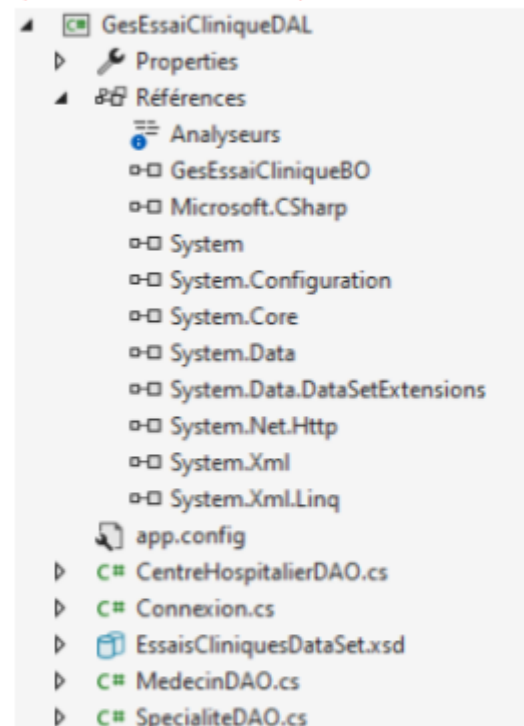 GesEssaiCliniqueDAL
Properties
Références
Analyseurs
GesEssaiCliniqueBO
Microsoft.CSharp
System
System.Configuration
System.Core
System.Data
System.Data.DataSetExtensions
System.Net.Http
System.Xml
System.Xml.Linq
app.config
C# CentreHospitalierDAO.cs
C# Connexion.cs
EssaisCliniquesDataSet.xsd
C# MedecinDAO.cs
C# SpecialiteDAO.cs